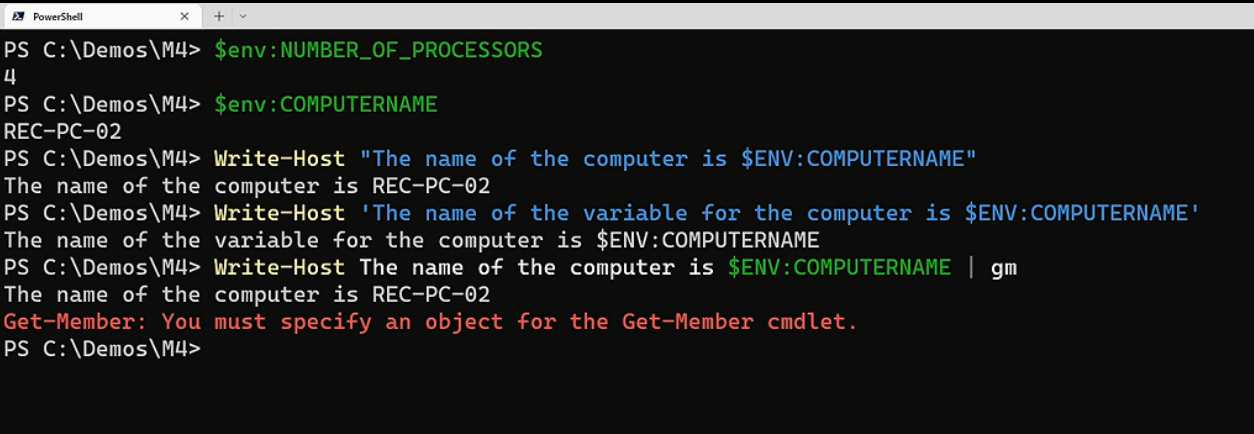 PowerShell
PS C:\Demos\M4> $env:NUMBER_OF_PROCESSORS
4
PS C:\Demos\M4> $env:COMPUTERNAME
REC-PC-02
PS C:\Demos\M4> Write-Host "The name of the computer is $ENV:COMPUTERNAME"
The name of the computer is REC-PC-02
PS C:\Demos\M4> Write-Host 'The name of the variable for the computer is $ENV:COMPUTERNAME'
The name of the variable for the computer is $ENV:COMPUTERNAME
PS C:\Demos\M4> Write-Host The name of the computer is $ENV:COMPUTERNAME | gm
The name of the computer is REC-PC-02
Get-Member: You must specify an object for the Get-Member cmdlet.
PS C:\Demos\M4>